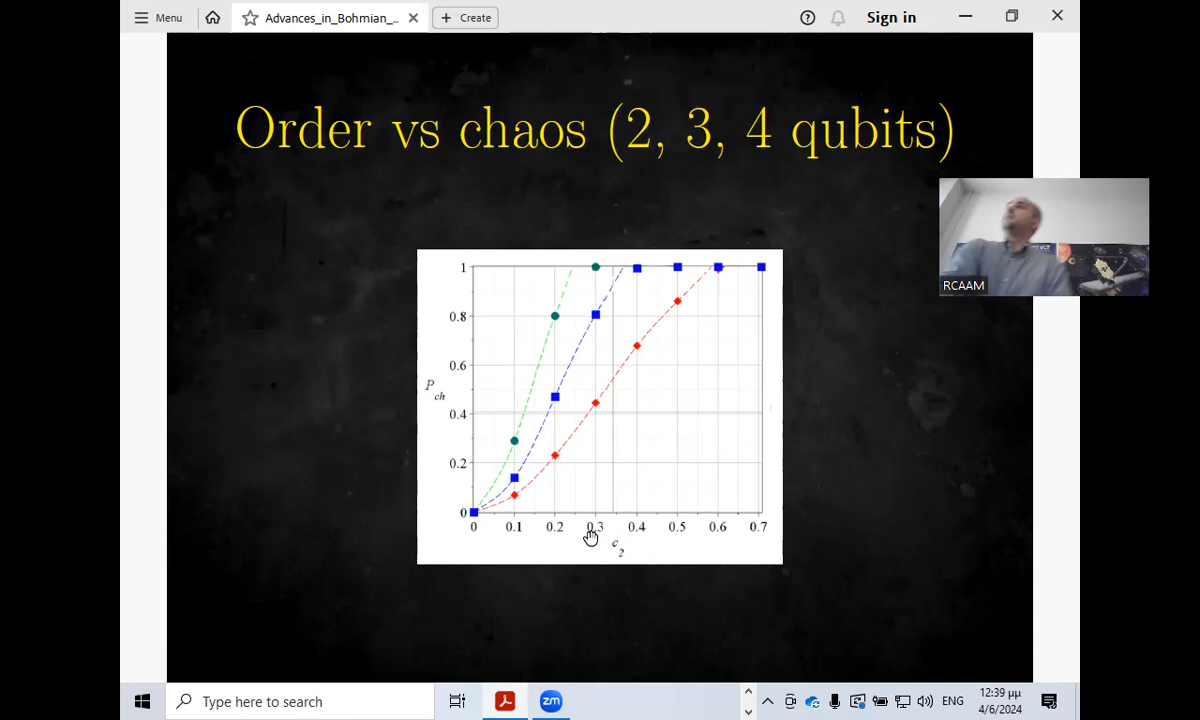 Menu
Advances_in_Bohmian_...
Create
Sign in
Order vs chaos (2, 3, 4 qubits)
RCAAM
1
0.8
0.6
P ch
0.4
0.2
0
0 0.1 0.2 0.3 0.4 0.5 0.6 0.7
c 2
Type here to search
zm
ENG
12:39 μμ
4/6/2024